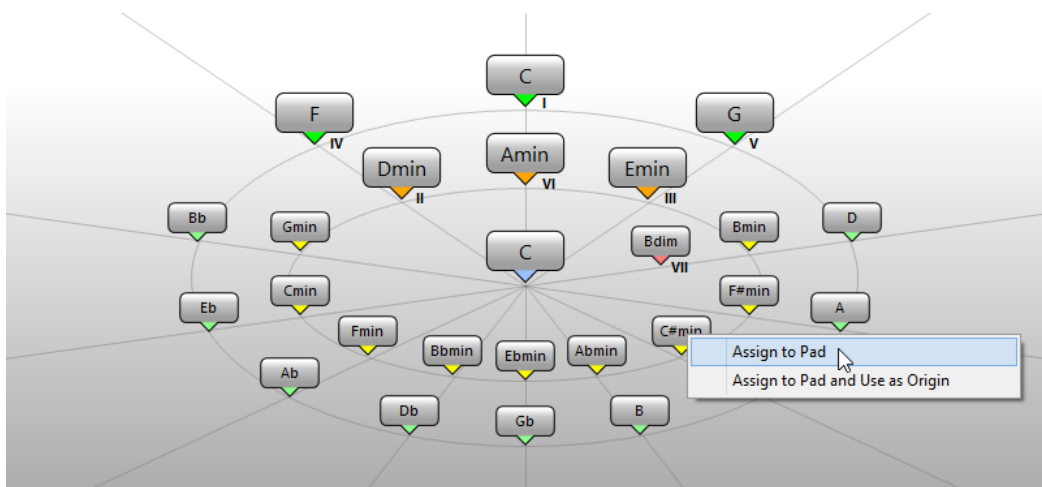 C
I
F
IV
G
V
Amin
VI
Dmin
II
Emin
III
Bb
Gmin
Bmin
D
C
Bdim
VII
Eb
Cmin
F#min
A
Fmin
C#min
Bbmin
Ebmin
Abmin
Ab
Db
Gb
B
Assign to Pad
Assign to Pad and Use as Origin